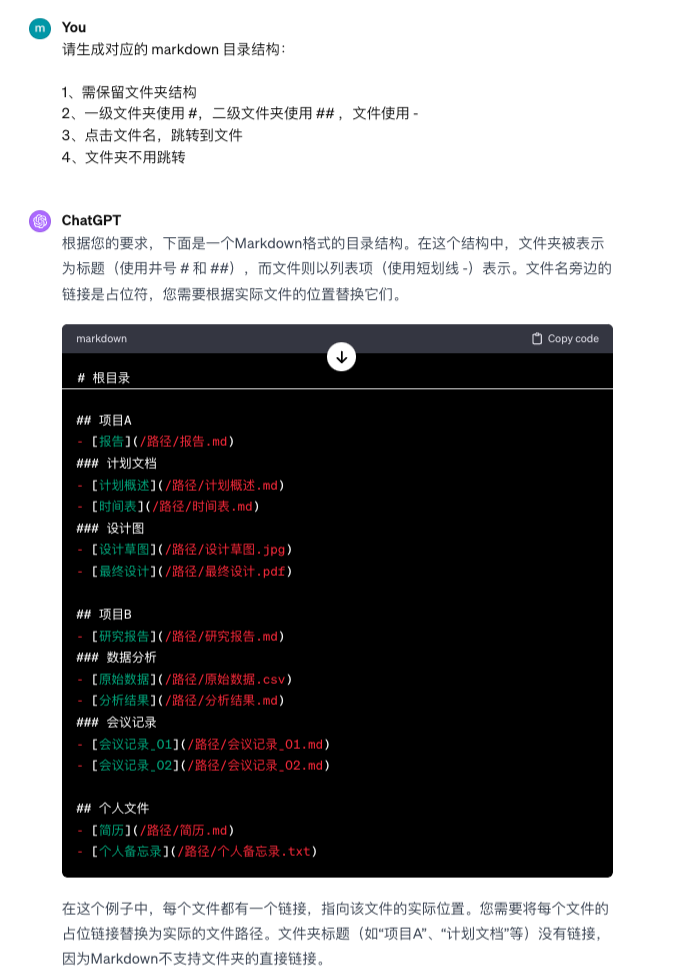 m
You
请生成对应的 markdown 目录结构：
1、需保留文件夹结构
2、一级文件夹使用 #，二级文件夹使用 ## ，文件使用 -
3、点击文件名，跳转到文件
4、文件夹不用跳转
ChatGPT
根据您的要求，下面是一个Markdown格式的目录结构。在这个结构中，文件夹被表示
为标题（使用井号 # 和 ##），而文件则以列表项（使用短划线 -）表示。文件名旁边的
链接是占位符，您需要根据实际文件的位置替换它们。
markdown
Copy code
# 根目录
## 项目A
- [报告](/路径/报告.md)
### 计划文档
- [计划概述](/路径/计划概述.md)
- [时间表](/路径/时间表.md)
### 设计图
- [设计草图](/路径/设计草图.jpg)
- [最终设计](/路径/最终设计.pdf)
## 项目B
- [研究报告](/路径/研究报告.md)
### 数据分析
- [原始数据](/路径/原始数据.csv)
- [分析结果](/路径/分析结果.md)
### 会议记录
- [会议记录_01](/路径/会议记录_01.md)
- [会议记录_02](/路径/会议记录_02.md)
## 个人文件
- [简历](/路径/简历.md)
- [个人备忘录](/路径/个人备忘录.txt)
在这个例子中，每个文件都有一个链接，指向该文件的实际位置。您需要将每个文件的
占位链接替换为实际的文件路径。文件夹标题（如“项目A”、“计划文档”等）没有链接，
因为Markdown不支持文件夹的直接链接。